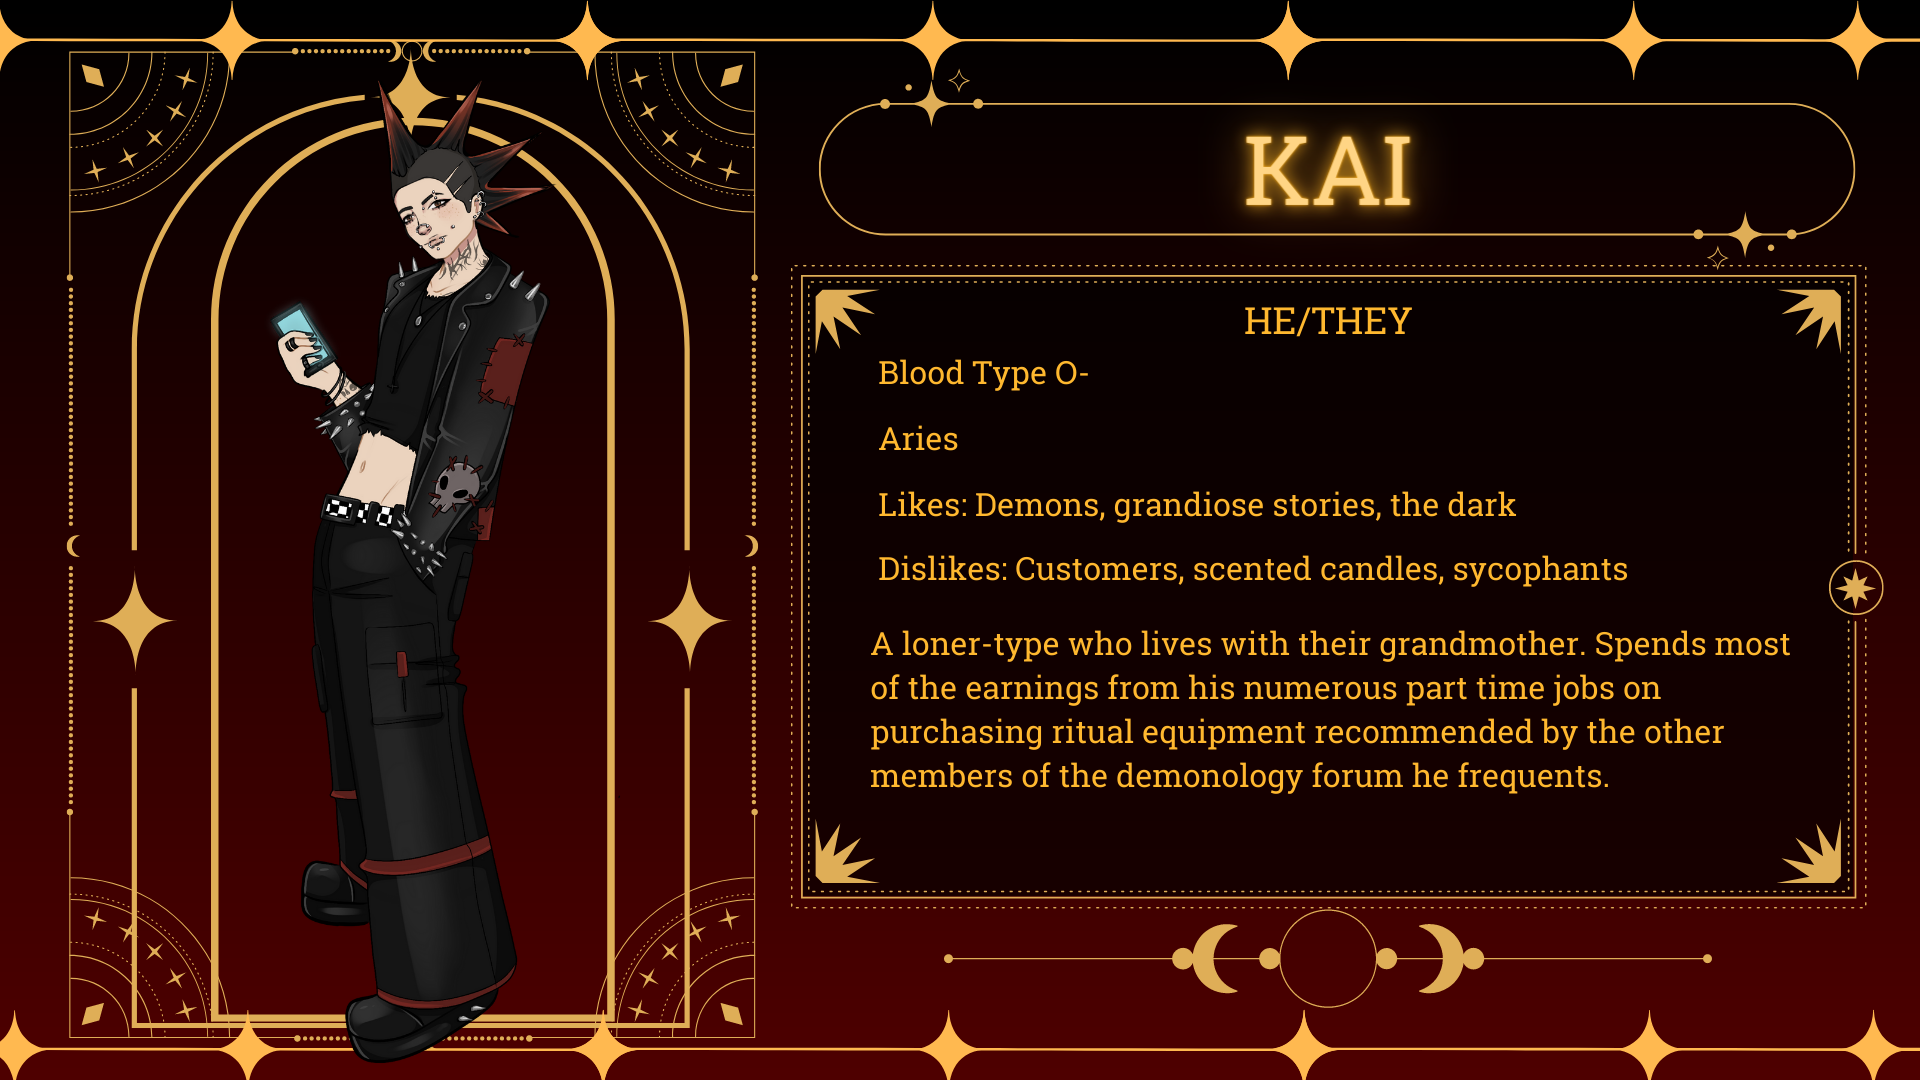 KAI
HE/THEY
Blood Type O-
Aries
Likes: Demons, grandiose stories, the dark
Dislikes: Customers, scented candles, sycophants
A loner-type who lives with their grandmother. Spends most
of the earnings from his numerous part time jobs on
purchasing ritual equipment recommended by the other
members of the demonology forum he frequents.